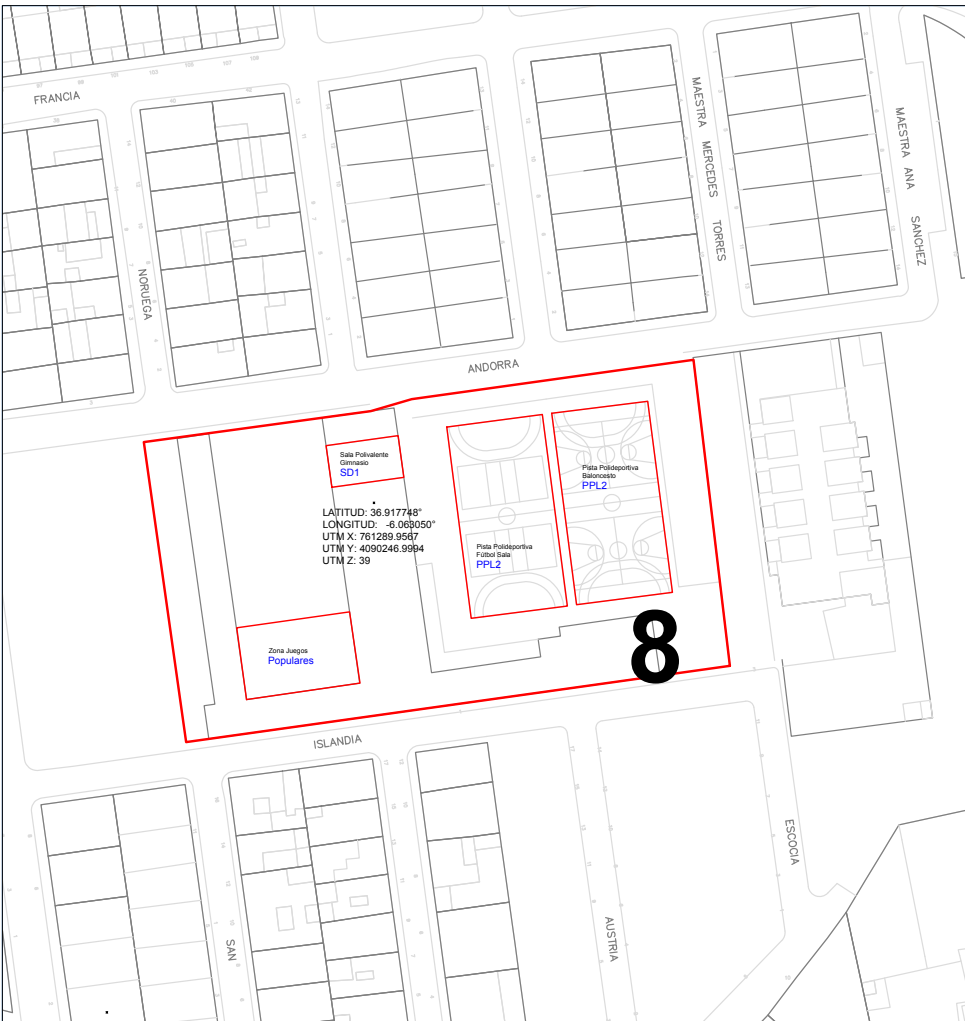 FRANCIA
NORUEGA
MAESTRA MERCEDES TORRES
MAESTRA ANA SANCHEZ
ANDORRA
Sala Polivalente
Gimnasio
SD1
LATITUD: 36.917748°
LONGITUD: -6.063050°
UTM X: 761289.9567
UTM Y: 4090246.9994
UTM Z: 39
Pista Polideportiva
Baloncesto
PPL2
Pista Polideportiva
Fútbol Sala
PPL2
Zona Juegos
Populares
8
ISLANDIA
SAN
AUSTRIA
ESCOCIA